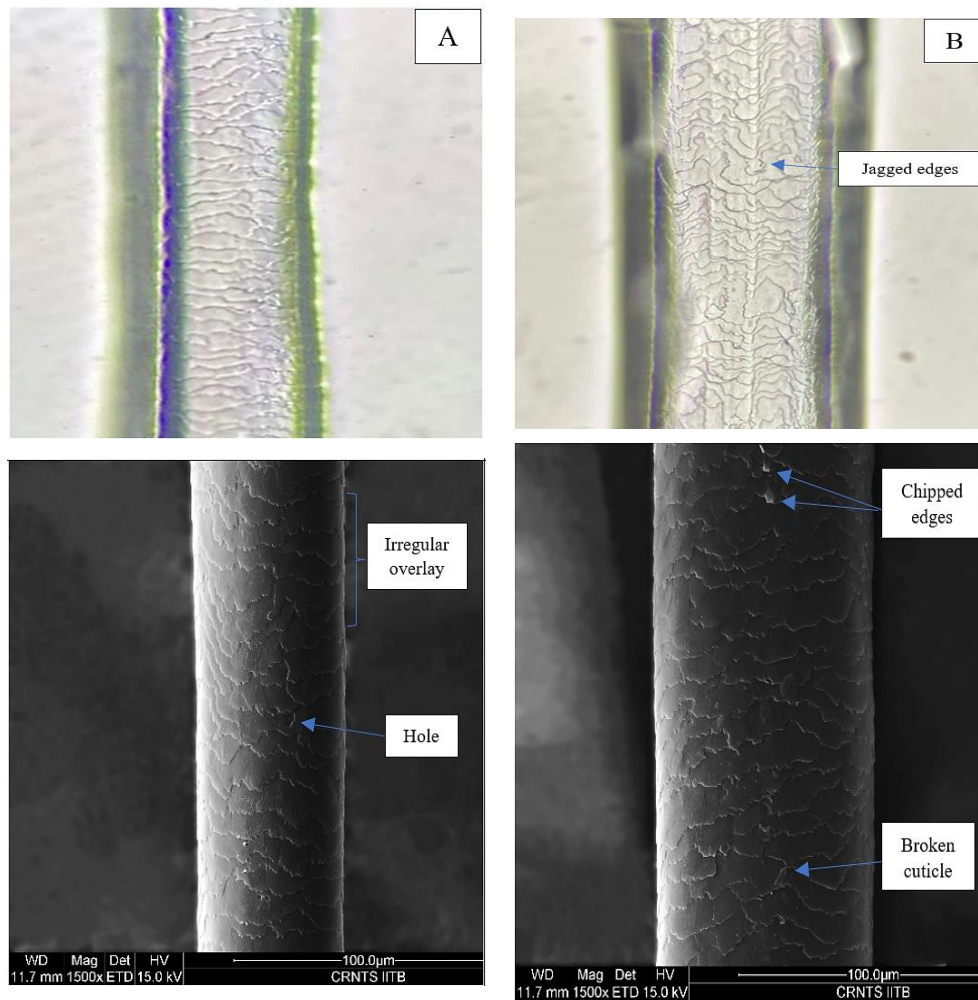 A
B
Jagged edges
Irregular
overlay
Hole
Chipped
edges
Broken
cuticle
WD Mag Det HV 100.0µm
11.7 mm 1500x ETD 15.0 kV CRNTS IITB
WD Mag Det HV 100.0µm
11.7 mm 1500x ETD 15.0 kV CRNTS IITB